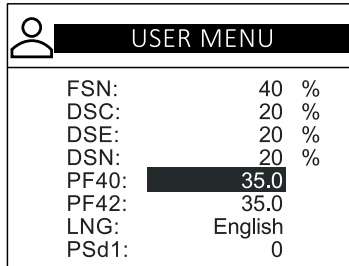 USER MENU
FSN: 40 %
DSC: 20 %
DSE: 20 %
DSN: 20 %
PF40: 35.0
PF42: 35.0
LNG: English
PSd1: 0